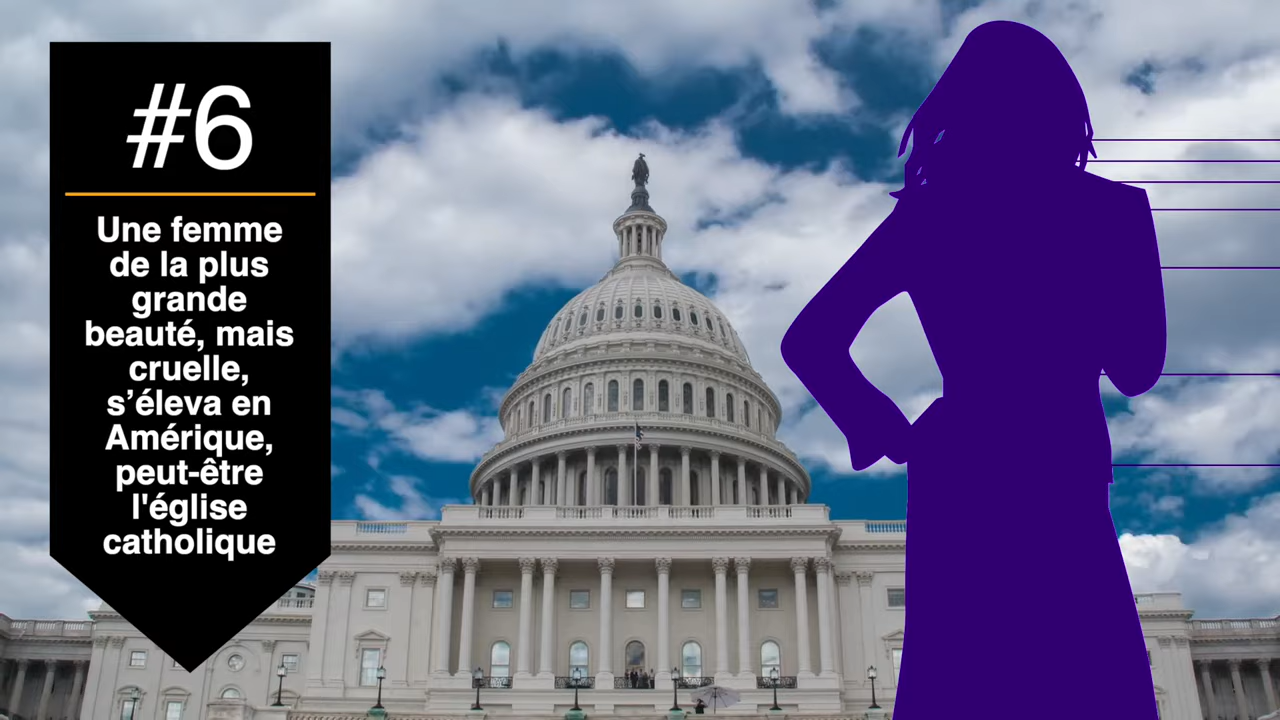 #6
Une femme
de la plus
grande
beauté, mais
cruelle,
s’éleva en
Amérique,
peut-être
l'église
catholique